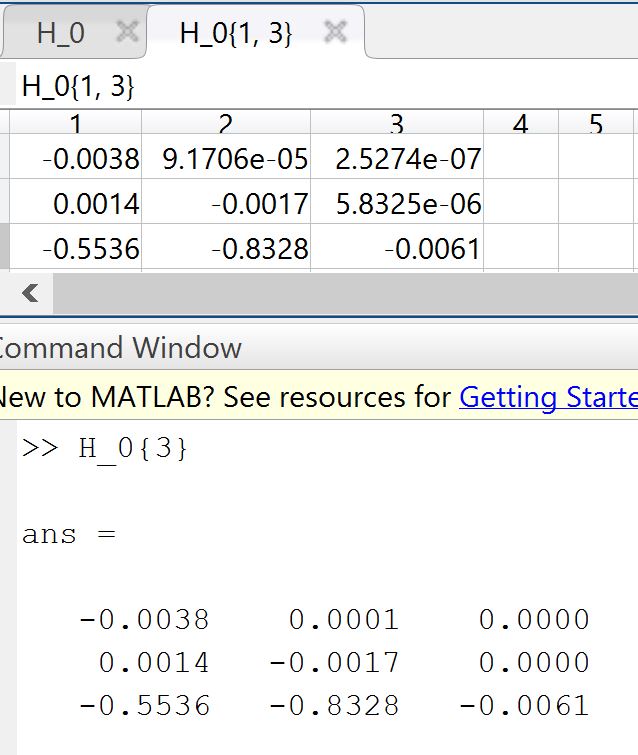 H_0 H_0{1, 3}
H_0{1, 3}
1 2 3 4 5
-0.0038 9.1706e-05 2.5274e-07
0.0014 -0.0017 5.8325e-06
-0.5536 -0.8328 -0.0061
Command Window
New to MATLAB? See resources for Getting Starte
>> H_0{3}
ans =
-0.0038 0.0001 0.0000
0.0014 -0.0017 0.0000
-0.5536 -0.8328 -0.0061